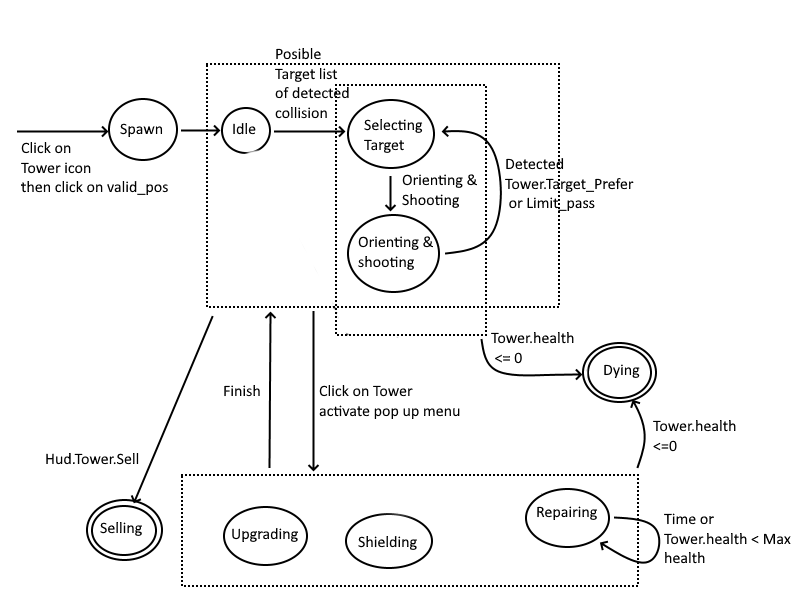 Posible
Target list
of detected
collision
Spawn
Idle
Selecting
Target
Click on
Tower icon
then click on valid_pos
Detected
Tower.Target_Prefer
or Limit_pass
Orienting &
Shooting
Orienting &
shooting
Tower.health
<= 0
Dying
Finish
Click on Tower
activate pop up menu
Tower.health
<=0
Hud.Tower.Sell
Selling
Upgrading
Shielding
Repairing
Time or
Tower.health < Max
health